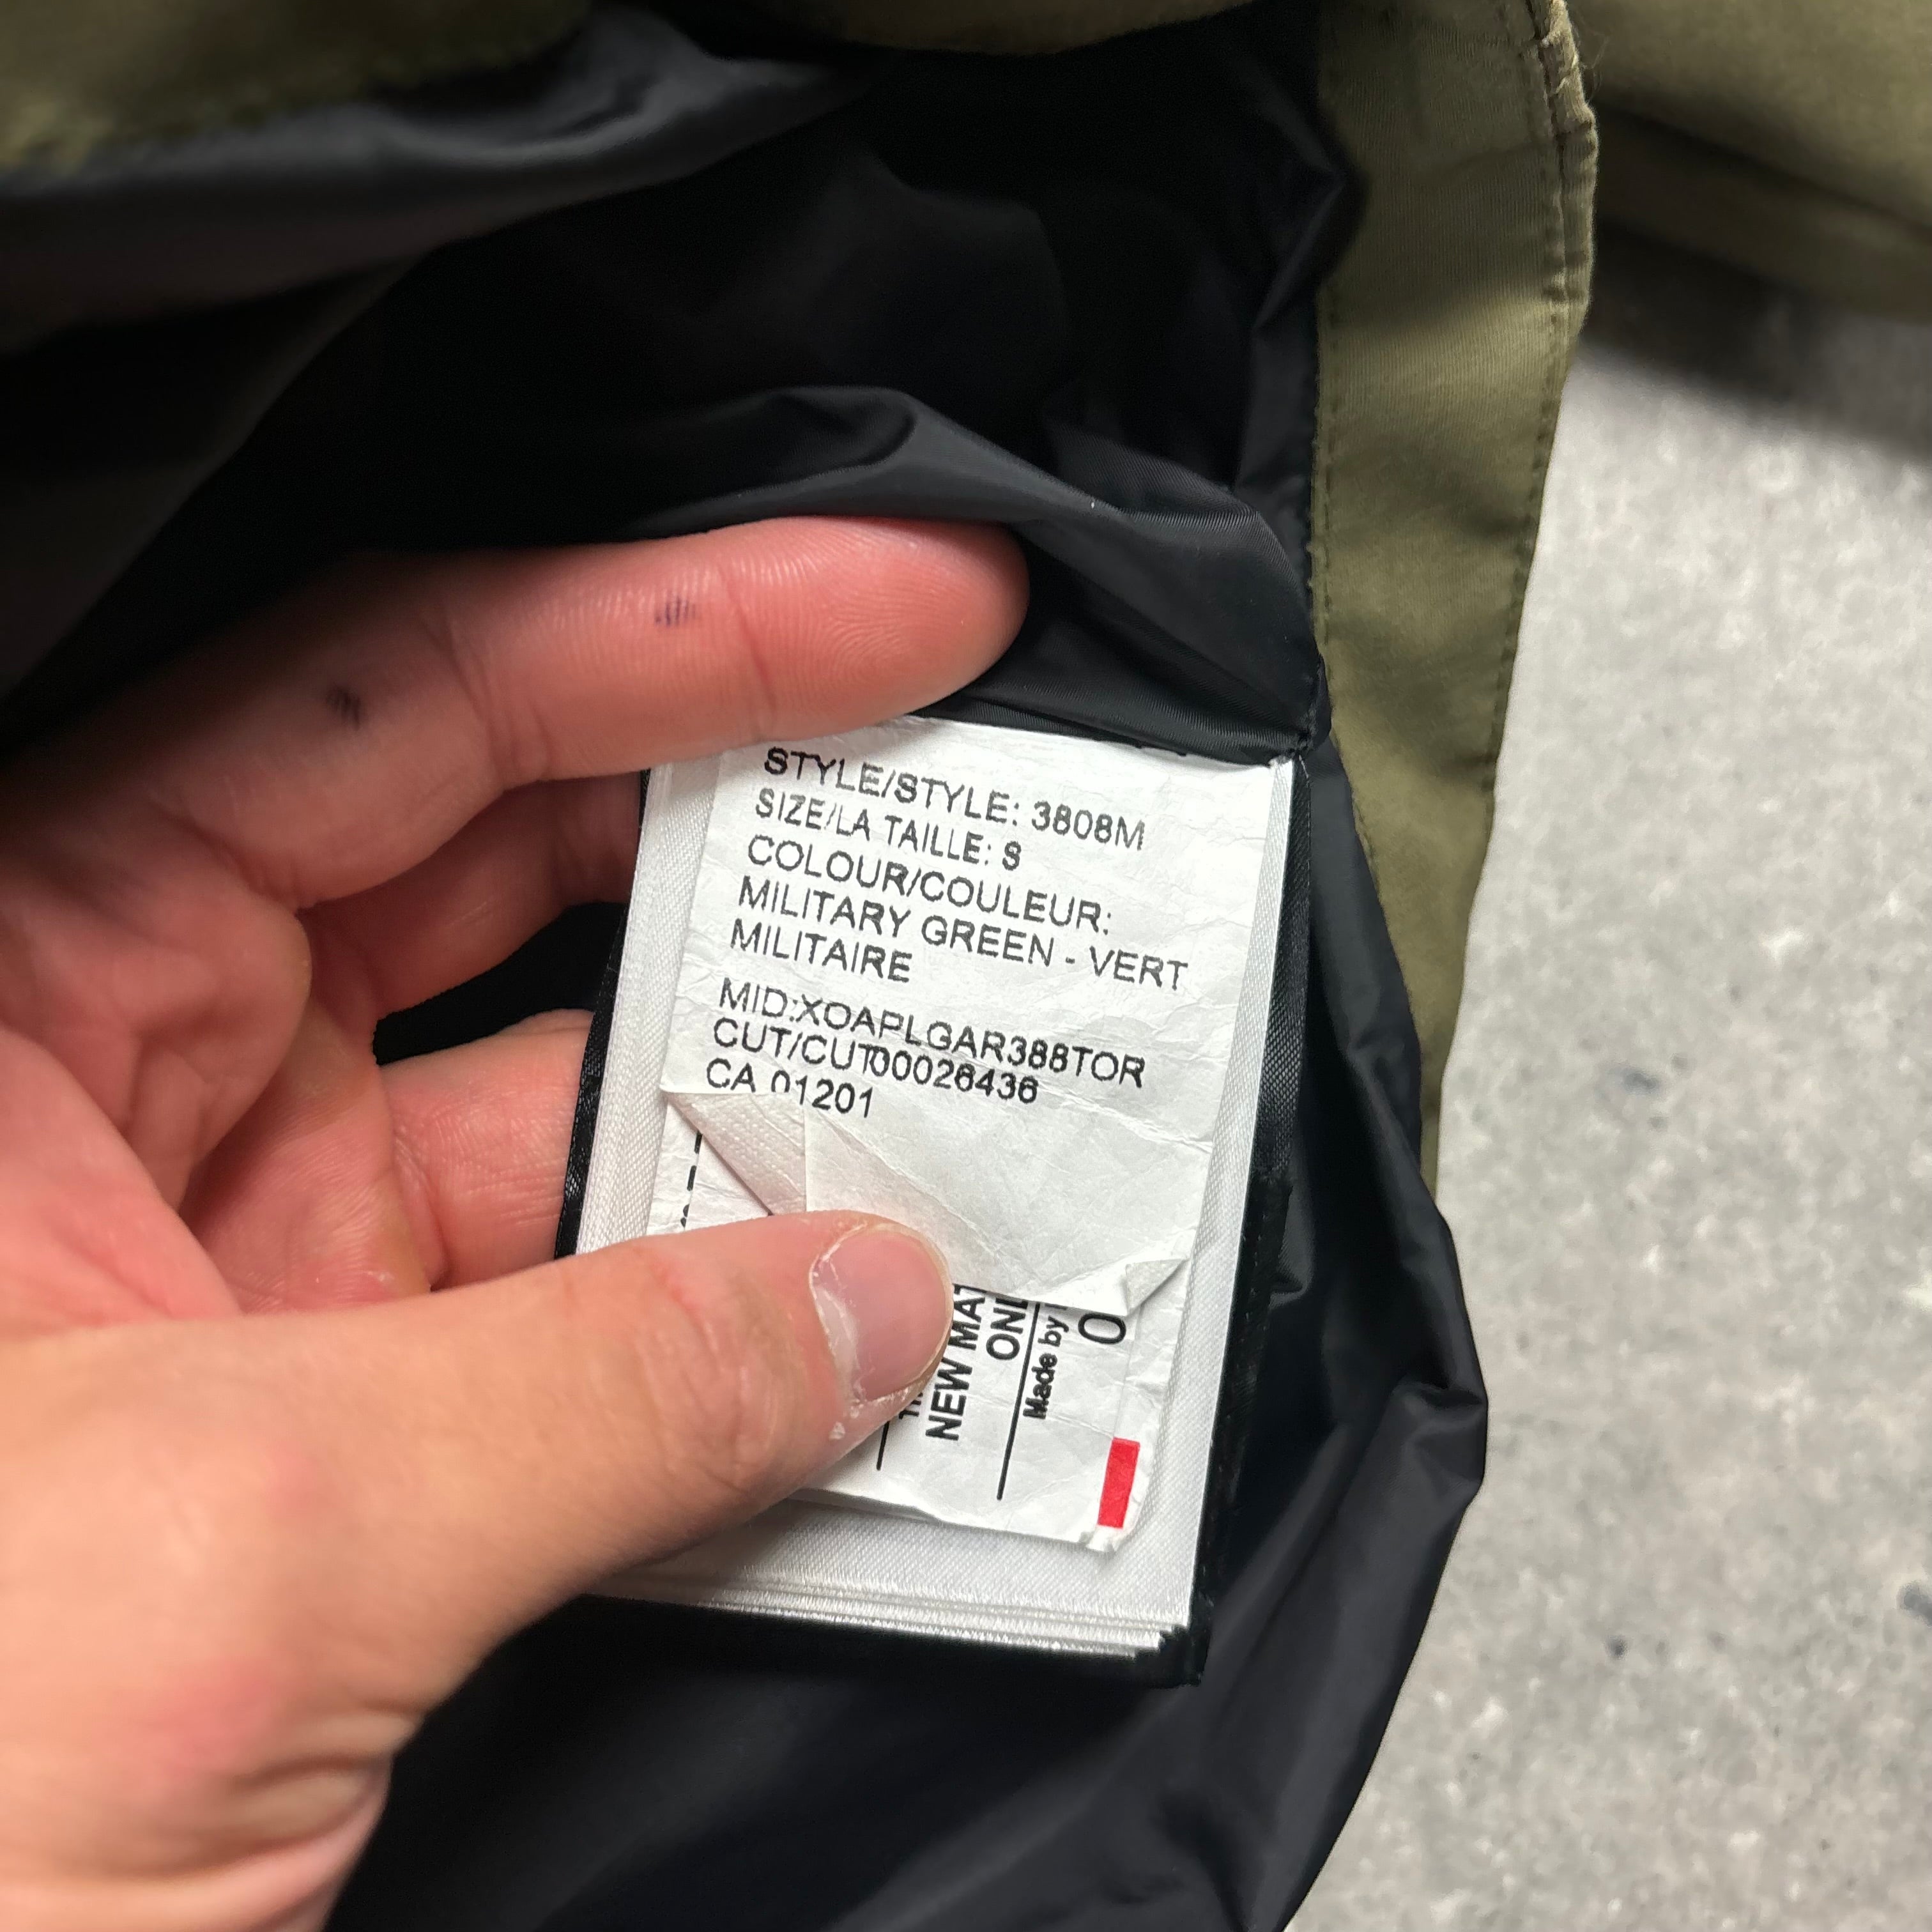 STYLE/STYLE: 3808M
SIZE/LA TAILLE: S
COLOUR/COULEUR:
MILITARY GREEN - VERT
MILITAIRE
MID:XOAPLGAR388TOR
CUT/CUT00026436
CA 01201
NEW
Made by
0